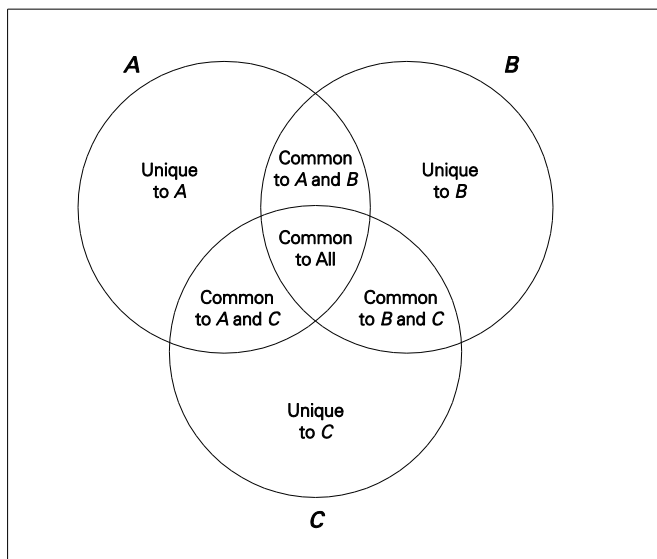 A
B
Unique
to A
Common
to A and B
Unique
to B
Common
to All
Common
to A and C
Common
to B and C
Unique
to C
C